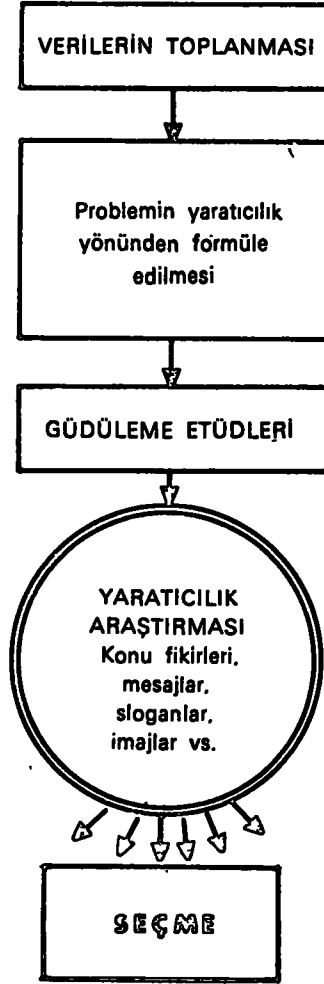 VERİLERİN TOPLANMASI
Problemin yaratıcılık
yönünden formüle
edilmesi
GÜDÜLEME ETÜDLERİ
YARATICILIK
ARAŞTIRMASI
Konu fikirleri,
mesajlar,
sloganlar,
imajlar vs.
SEÇME